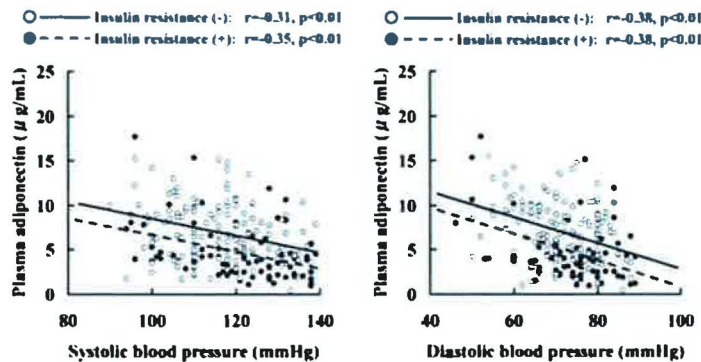 Insulin resistance (-): r=-0.31, p<0.01
Insulin resistance (+): r=-0.35, p<0.01
Plasma adiponectin (μg/mL)
25
20
15
10
5
0
80 100 120 140
Systolic blood pressure (mmHg)
Insulin resistance (-): r=-0.38, p<0.01
Insulin resistance (+): r=-0.38, p<0.01
Plasma adiponectin (μg/mL)
25
20
15
10
5
0
40 60 80 100
Diastolic blood pressure (mmHg)